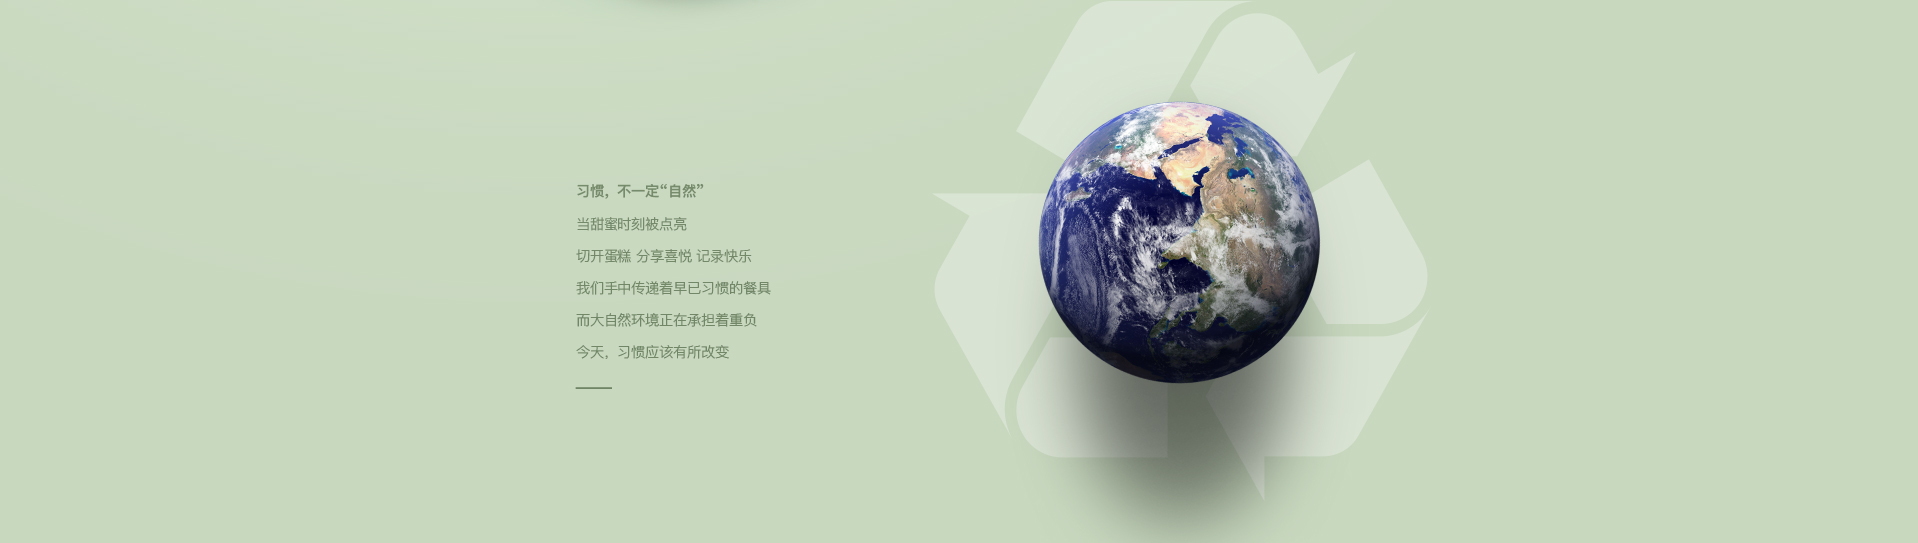 习惯，不一定“自然”
当甜蜜时刻被点亮
切开蛋糕 分享喜悦 记录快乐
我们手中传递着早已习惯的餐具
而大自然环境正在承担着重负
今天，习惯应该有所改变